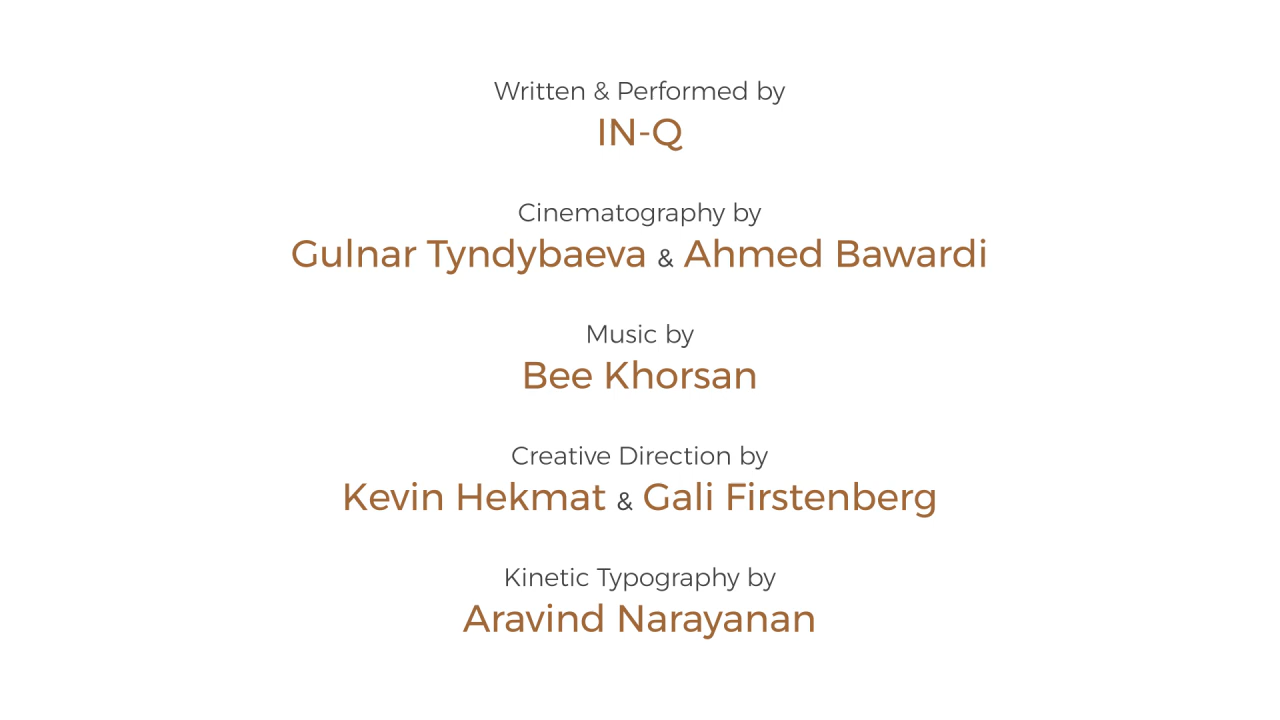 Written & Performed by
IN-Q
Cinematography by
Gulnar Tyndybaeva & Ahmed Bawardi
Music by
Bee Khorsan
Creative Direction by
Kevin Hekmat & Gali Firstenberg
Kinetic Typography by
Aravind Narayanan